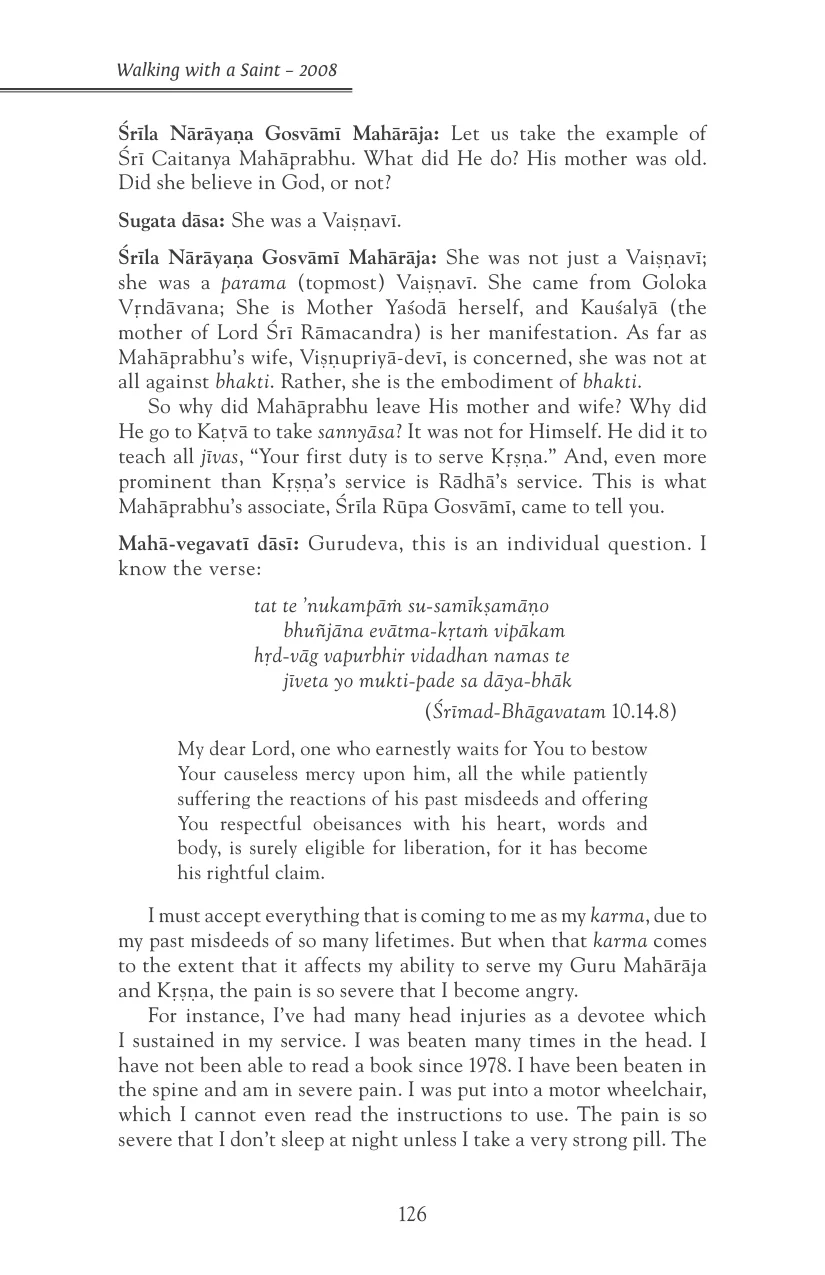 Walking with a Saint – 2008
Śrīla Nārāyaṇa Gosvāmī Mahārāja: Let us take the example of
Śrī Caitanya Mahāprabhu. What did He do? His mother was old.
Did she believe in God, or not?
Sugata dāsa: She was a Vaiṣṇavī.
Śrīla Nārāyaṇa Gosvāmī Mahārāja: She was not just a Vaiṣṇavī;
she was a parama (topmost) Vaiṣṇavī. She came from Goloka
Vṛndāvana; She is Mother Yaśodā herself, and Kauśalyā (the
mother of Lord Śrī Rāmacandra) is her manifestation. As far as
Mahāprabhu’s wife, Viṣṇupriyā-devī, is concerned, she was not at
all against bhakti. Rather, she is the embodiment of bhakti.
So why did Mahāprabhu leave His mother and wife? Why did
He go to Kaṭvā to take sannyāsa? It was not for Himself. He did it to
teach all jīvas, “Your first duty is to serve Kṛṣṇa.” And, even more
prominent than Kṛṣṇa’s service is Rādhā’s service. This is what
Mahāprabhu’s associate, Śrīla Rūpa Gosvāmī, came to tell you.
Mahā-vegavatī dāsī: Gurudeva, this is an individual question. I
know the verse:
tat te ’nukampāṁ su-samīkṣamāṇo
bhuñjāna evātma-kṛtaṁ vipākam
hṛd-vāg vapurbhir vidadhan namas te
jīveta yo mukti-pade sa dāya-bhāk
(Śrīmad-Bhāgavatam 10.14.8)
My dear Lord, one who earnestly waits for You to bestow
Your causeless mercy upon him, all the while patiently
suffering the reactions of his past misdeeds and offering
You respectful obeisances with his heart, words and
body, is surely eligible for liberation, for it has become
his rightful claim.
I must accept everything that is coming to me as my karma, due to
my past misdeeds of so many lifetimes. But when that karma comes
to the extent that it affects my ability to serve my Guru Mahārāja
and Kṛṣṇa, the pain is so severe that I become angry.
For instance, I’ve had many head injuries as a devotee which
I sustained in my service. I was beaten many times in the head. I
have not been able to read a book since 1978. I have been beaten in
the spine and am in severe pain. I was put into a motor wheelchair,
which I cannot even read the instructions to use. The pain is so
severe that I don’t sleep at night unless I take a very strong pill. The
126